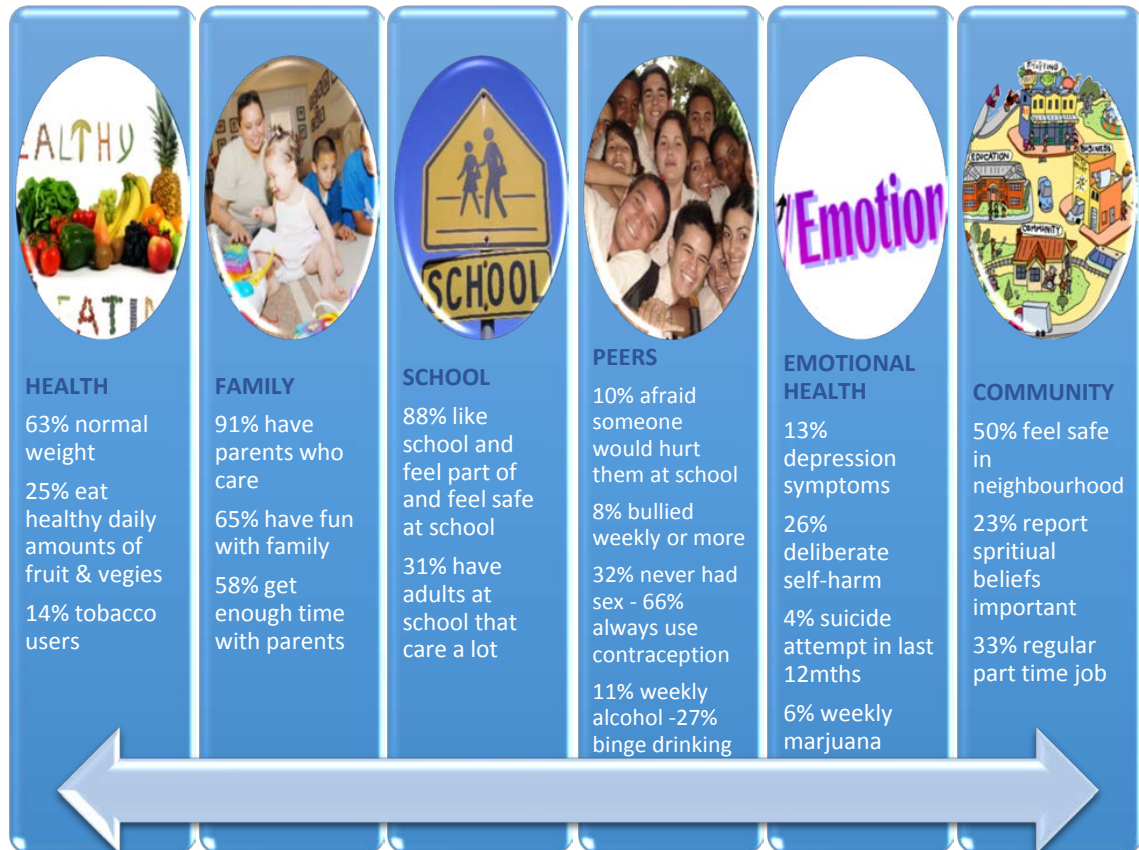 EALTHY
EATIN
HEALTH
63% normal
weight
25% eat
healthy daily
amounts of
fruit & vegies
14% tobacco
users
FAMILY
91% have
parents who
care
65% have fun
with family
58% get
enough time
with parents
SCHOOL
SCHOOL
88% like
school and
feel part of
and feel safe
at school
31% have
adults at
school that
care a lot
PEERS
10% afraid
someone
would hurt
them at school
8% bullied
weekly or more
32% never had
sex - 66%
always use
contraception
11% weekly
alcohol -27%
binge drinking
Emotion
EMOTIONAL
HEALTH
13%
depression
symptoms
26%
deliberate
self-harm
4% suicide
attempt in last
12mths
6% weekly
marjuana
EDUCATION
BUSINESS
COMMUNITY
COMMUNITY
50% feel safe
in
neighbourhood
23% report
spritiual
beliefs
important
33% regular
part time job